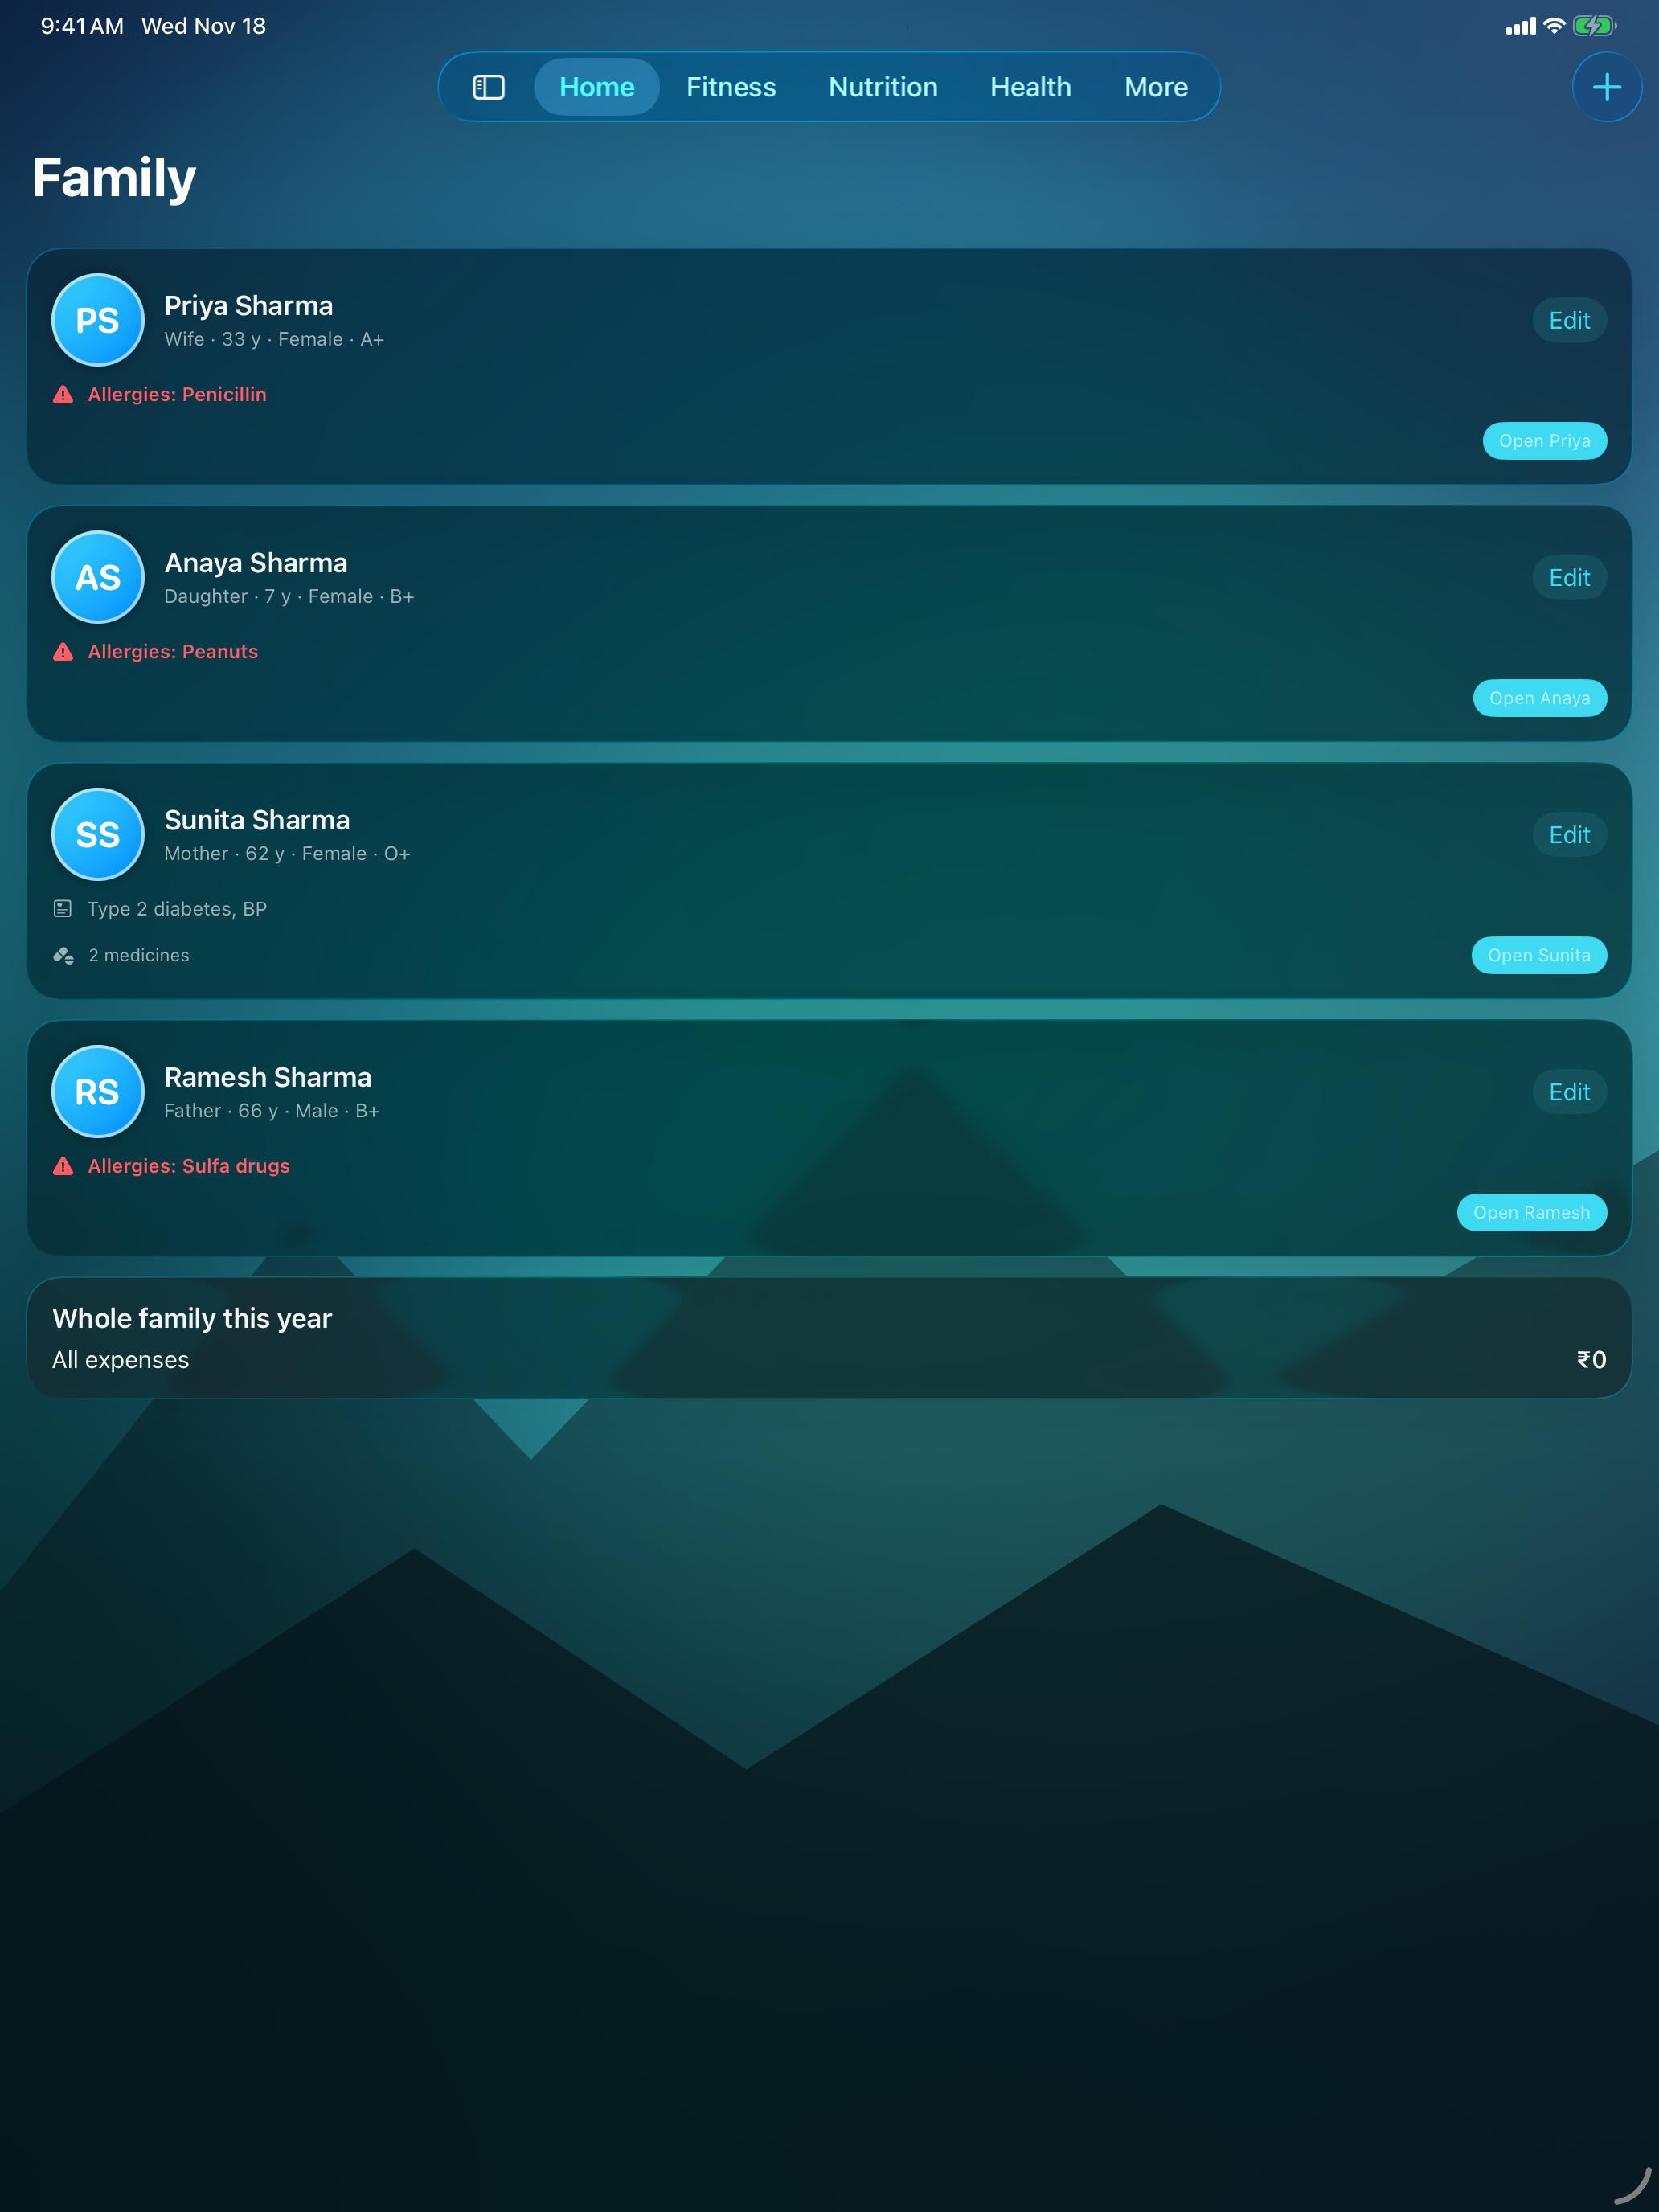 9:41 AM Wed Nov 18
Home Fitness Nutrition Health More
Family
PS
Priya Sharma
Wife · 33 y · Female · A+
Edit
Allergies: Penicillin
Open Priya
AS
Anaya Sharma
Daughter · 7 y · Female · B+
Edit
Allergies: Peanuts
Open Anaya
SS
Sunita Sharma
Mother · 62 y · Female · O+
Edit
Type 2 diabetes, BP
2 medicines
Open Sunita
RS
Ramesh Sharma
Father · 66 y · Male · B+
Edit
Allergies: Sulfa drugs
Open Ramesh
Whole family this year
All expenses ₹0